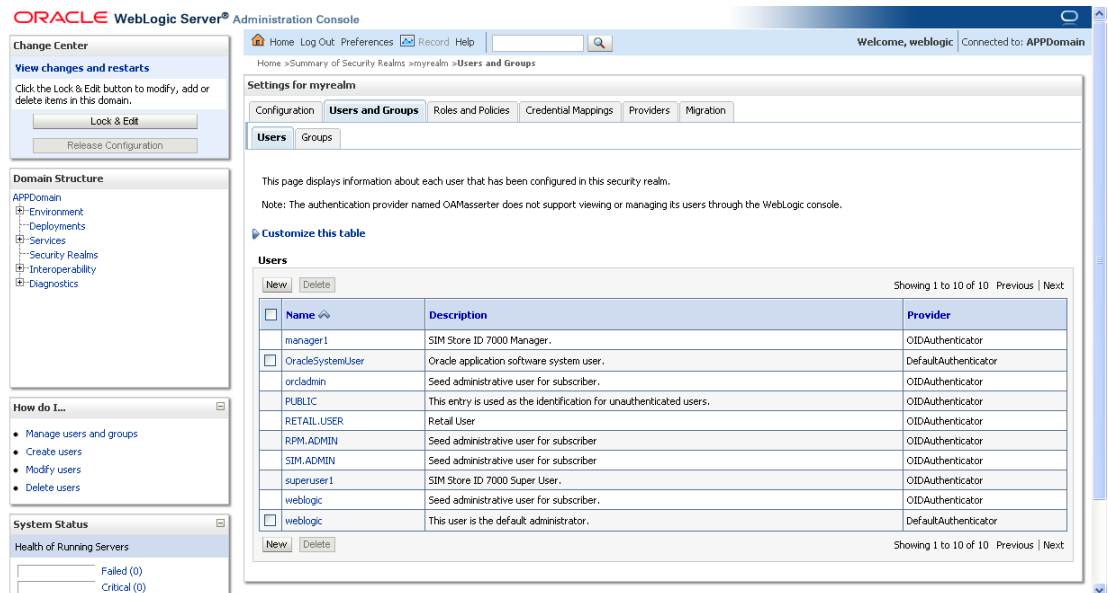 ORACLE WebLogic Server® Administration Console
Change Center
View changes and restarts
Click the Lock & Edit button to modify, add or
delete items in this domain.
Lock & Edit
Release Configuration
Domain Structure
APPDomain
Environment
Deployments
Services
Security Realms
Interoperability
Diagnostics
How do I...
Manage users and groups
Create users
Modify users
Delete users
System Status
Health of Running Servers
Failed (0)
Critical (0)
Home Log Out Preferences Record Help
Welcome, weblogic Connected to: APPDomain
Home >Summary of Security Realms >myrealm >Users and Groups
Settings for myrealm
Configuration Users and Groups Roles and Policies Credential Mappings Providers Migration
Users Groups
This page displays information about each user that has been configured in this security realm.
Note: The authentication provider named OAMasserter does not support viewing or managing its users through the WebLogic console.
Customize this table
Users
New Delete Showing 1 to 10 of 10 Previous | Next
Name Description Provider
manager1 SIM Store ID 7000 Manager. OIDAuthenticator
OracleSystemUser Oracle application software system user. DefaultAuthenticator
orcladmin Seed administrative user for subscriber. OIDAuthenticator
PUBLIC This entry is used as the identification for unauthenticated users. OIDAuthenticator
RETAIL.USER Retail User OIDAuthenticator
RPM.ADMIN Seed administrative user for subscriber OIDAuthenticator
SIM.ADMIN Seed administrative user for subscriber OIDAuthenticator
superuser1 SIM Store ID 7000 Super User. OIDAuthenticator
weblogic Seed administrative user for subscriber. OIDAuthenticator
weblogic This user is the default administrator. DefaultAuthenticator
New Delete Showing 1 to 10 of 10 Previous | Next